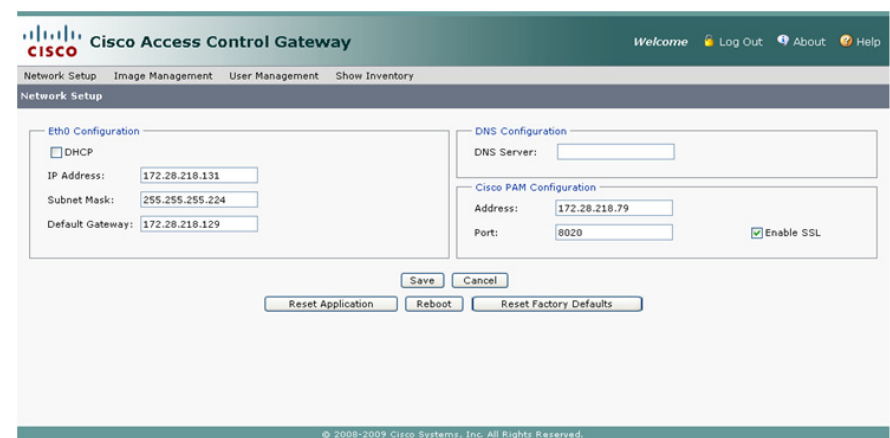 CISCO Cisco Access Control Gateway Welcome Log Out About Help
Network Setup Image Management User Management Show Inventory
Network Setup
Eth0 Configuration
DHCP
IP Address: 172.28.218.131
Subnet Mask: 255.255.255.224
Default Gateway: 172.28.218.129
DNS Configuration
DNS Server:
Cisco PAM Configuration
Address: 172.28.218.79
Port: 8020 Enable SSL
Save Cancel
Reset Application Reboot Reset Factory Defaults
© 2008-2009 Cisco Systems, Inc. All Rights Reserved.